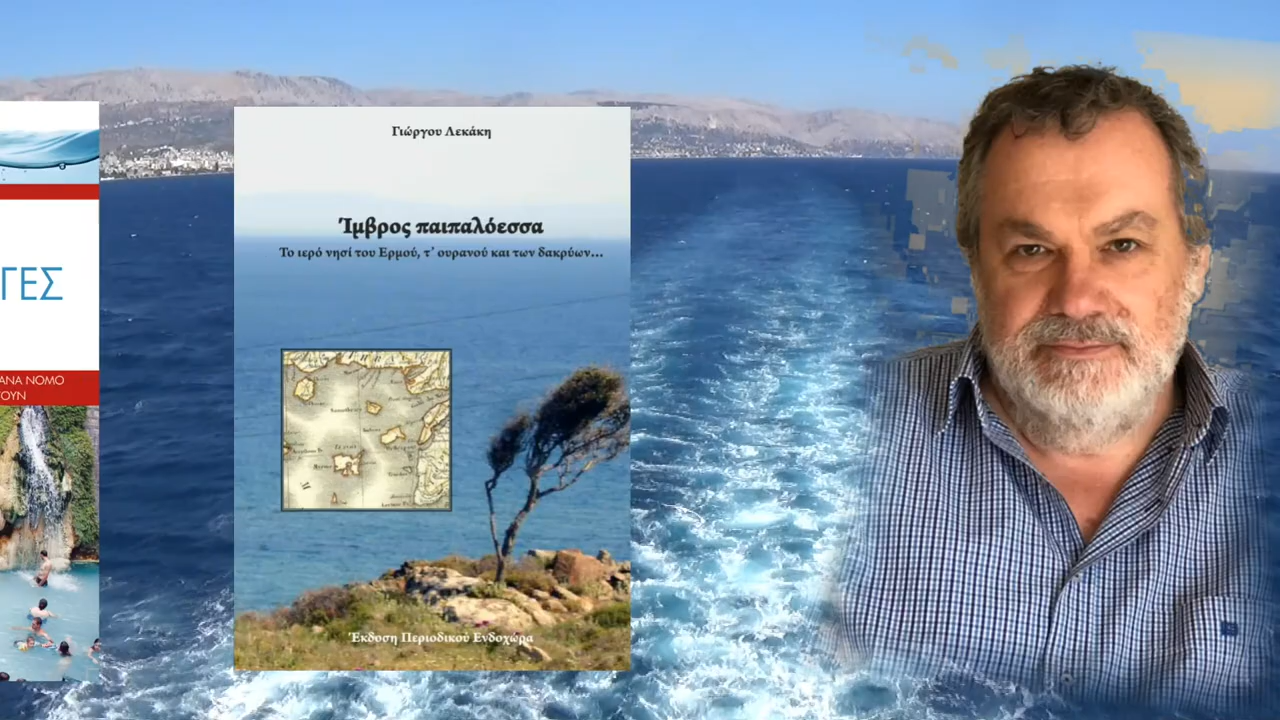 ΓΕΣ
ΑΝΑ ΝΟΜΟ
ΤΟΥΝ
Γιώργου Λεκάκη
Ίμβρος παιπαλόεσσα
Το ιερό νησί του Ερμού, τ' ουρανού και των δακρύων...
Έκδοση Περιοδικού Ενδοχώρα